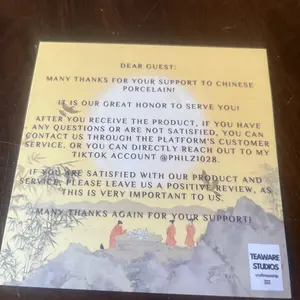 DEAR GUEST:
MANY THANKS FOR YOUR SUPPORT TO CHINESE
PORCELAIN!
IT IS OUR GREAT HONOR TO SERVE YOU!
AFTER YOU RECEIVE THE PRODUCT, IF YOU HAVE
ANY QUESTIONS OR ARE NOT SATISFIED, YOU CAN
CONTACT US THROUGH THE PLATFORM'S CUSTOMER
SERVICE, OR YOU CAN DIRECTLY REACH OUT TO MY
TIKTOK ACCOUNT @PHILZ1028.
IF YOU ARE SATISFIED WITH OUR PRODUCT AND
SERVICE, PLEASE LEAVE US A POSITIVE REVIEW, AS
THIS IS VERY IMPORTANT TO US.
MANY THANKS AGAIN FOR YOUR SUPPORT!
TEAWARE
STUDIOS
craftmanship